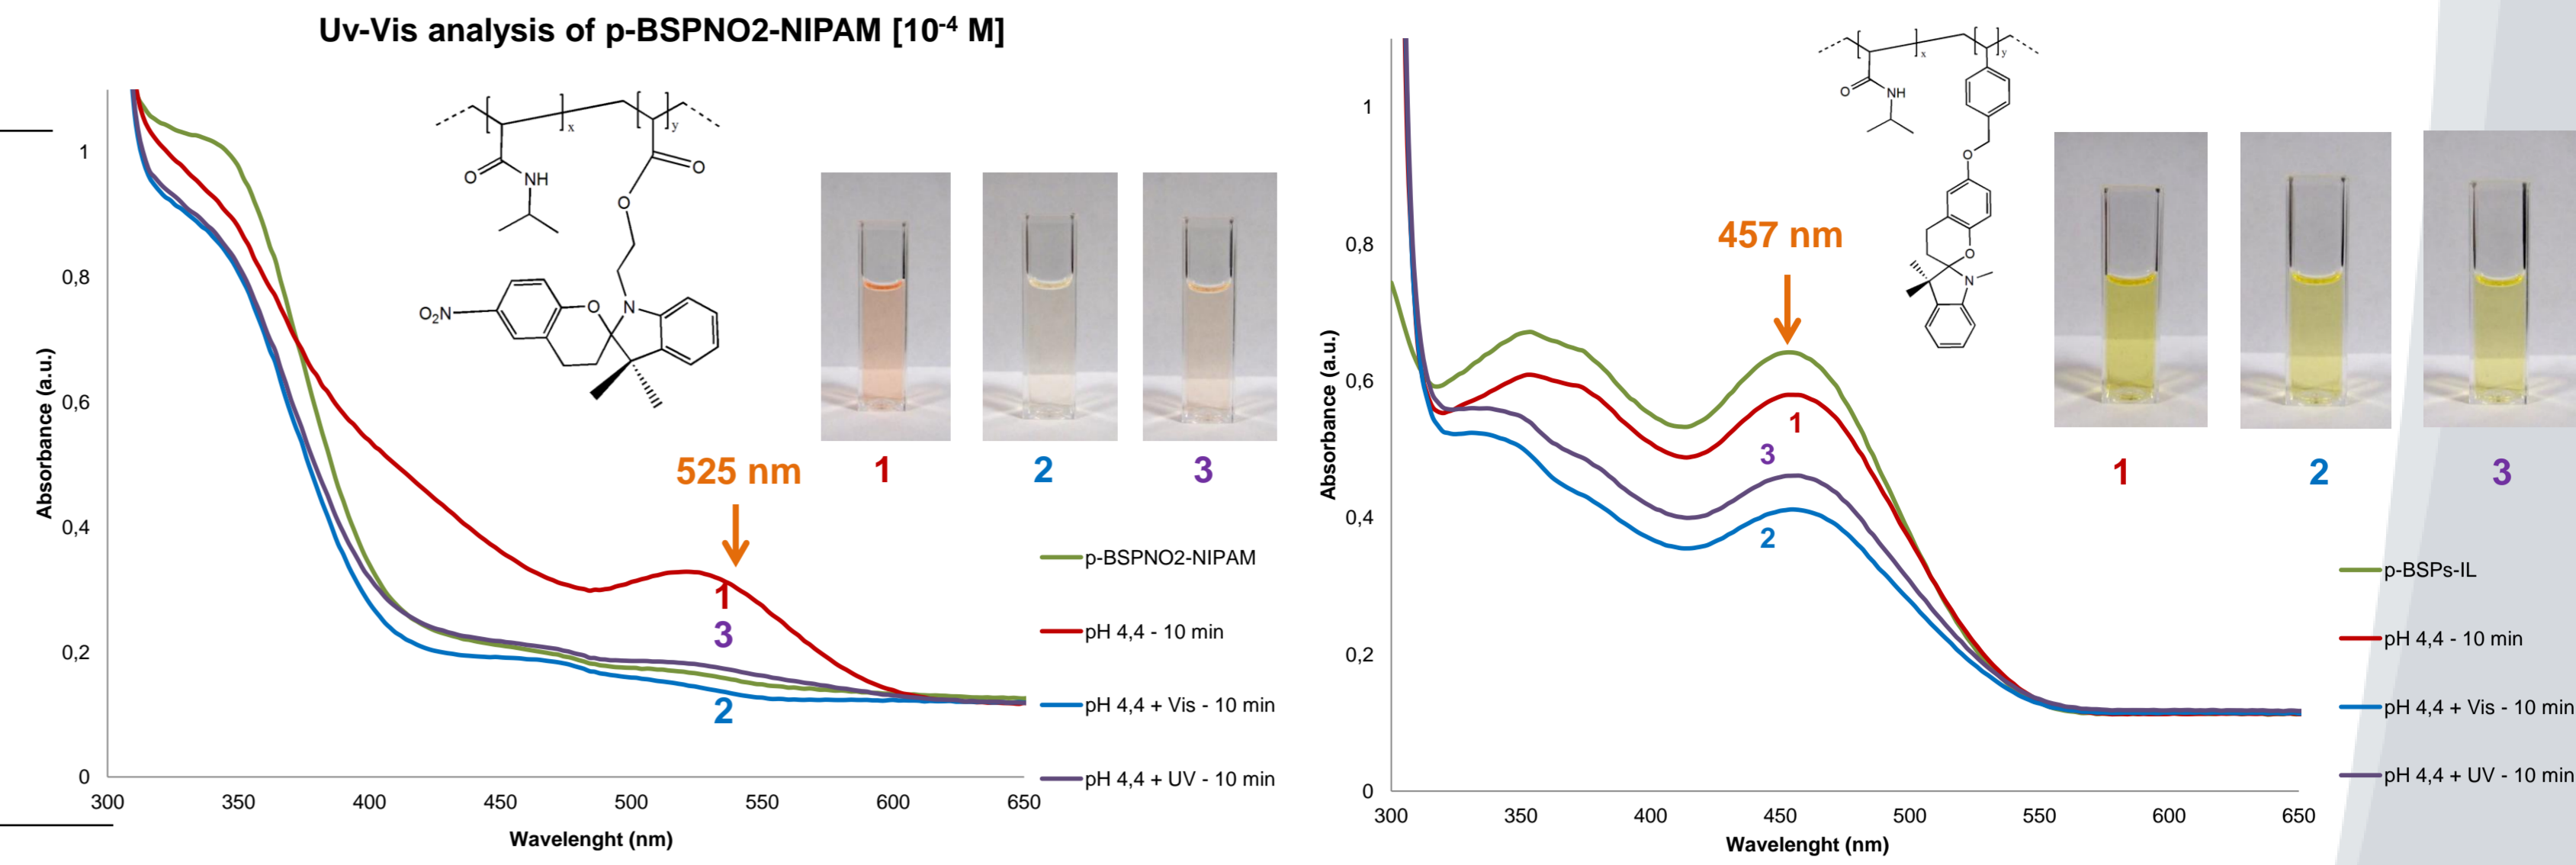 Uv-Vis analysis of p-BSPNO2-NIPAM [10-4 M]
Absorbance (a.u.)
1
0,8
0,6
0,4
0,2
0
300 350 400 450 500 550 600 650
Wavelenght (nm)
x
y
O
NH
O
O
O2N
O
N
525 nm
1
3
2
1 2 3
p-BSPNO2-NIPAM
pH 4,4 - 10 min
pH 4,4 + Vis - 10 min
pH 4,4 + UV - 10 min
Absorbance (a.u.)
1
0,8
0,6
0,4
0,2
0
300 350 400 450 500 550 600 650
Wavelenght (nm)
x
y
O
NH
O
O
N
457 nm
1
3
2
1 2 3
p-BSPs-IL
pH 4,4 - 10 min
pH 4,4 + Vis - 10 min
pH 4,4 + UV - 10 min